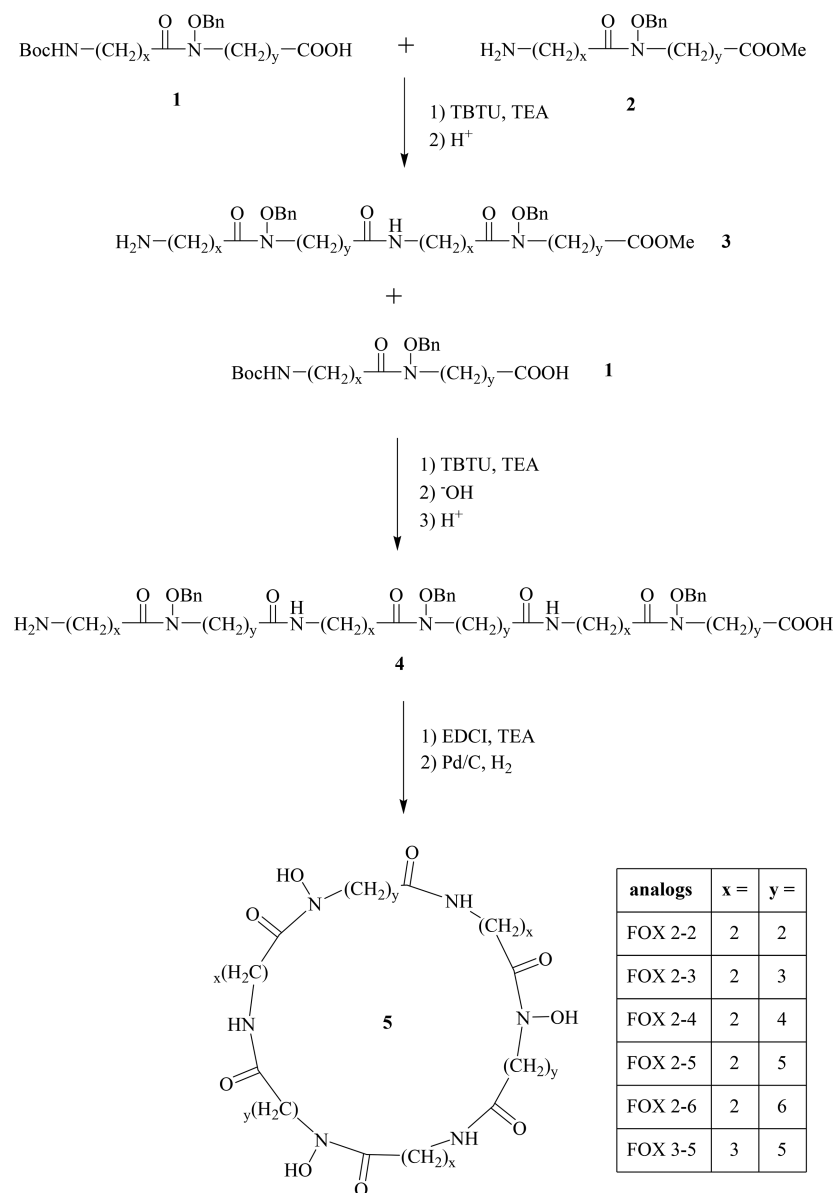 O OBn
BocHN—(CH2)x—N—(CH2)y—COOH
1
+
O OBn
H2N—(CH2)x—N—(CH2)y—COOMe
2
1) TBTU, TEA
2) H+
O OBn O H O OBn
H2N—(CH2)x—N—(CH2)y—N—(CH2)x—N—(CH2)y—COOMe 3
+
O OBn
BocHN—(CH2)x—N—(CH2)y—COOH 1
1) TBTU, TEA
2) -OH
3) H+
O OBn O H O OBn O H O OBn
H2N—(CH2)x—N—(CH2)y—N—(CH2)x—N—(CH2)y—N—(CH2)x—N—(CH2)y—COOH
4
1) EDCI, TEA
2) Pd/C, H2
O
HO
N (CH2)y NH
O
(CH2)x
x(H2C) O
HN 5 N—OH
O
(CH2)y
y(H2C)
N NH O
HO (CH2)x
O
analogs x = y =
FOX 2-2 2 2
FOX 2-3 2 3
FOX 2-4 2 4
FOX 2-5 2 5
FOX 2-6 2 6
FOX 3-5 3 5